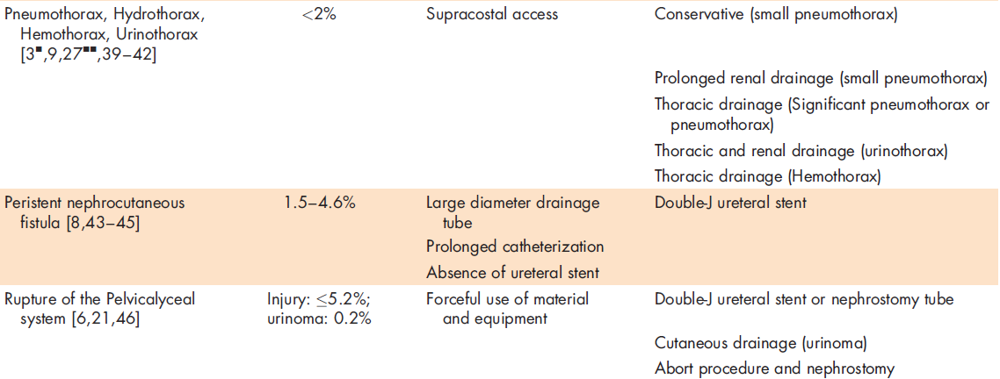 Pneumothorax, Hydrothorax, <2% Supracostal access Conservative (small pneumothorax)
Hemothorax, Urinothorax
[3■,9,27■■,39–42]
Prolonged renal drainage (small pneumothorax)
Thoracic drainage (Significant pneumothorax or
pneumothorax)
Thoracic and renal drainage (urinothorax)
Thoracic drainage (Hemothorax)
Peristent nephrocutaneous 1.5–4.6% Large diameter drainage Double-J ureteral stent
fistula [8,43–45] tube
Prolonged catheterization
Absence of ureteral stent
Rupture of the Pelvicalyceal Injury: ≤5.2%; Forceful use of material Double-J ureteral stent or nephrostomy tube
system [6,21,46] urinoma: 0.2% and equipment
Cutaneous drainage (urinoma)
Abort procedure and nephrostomy